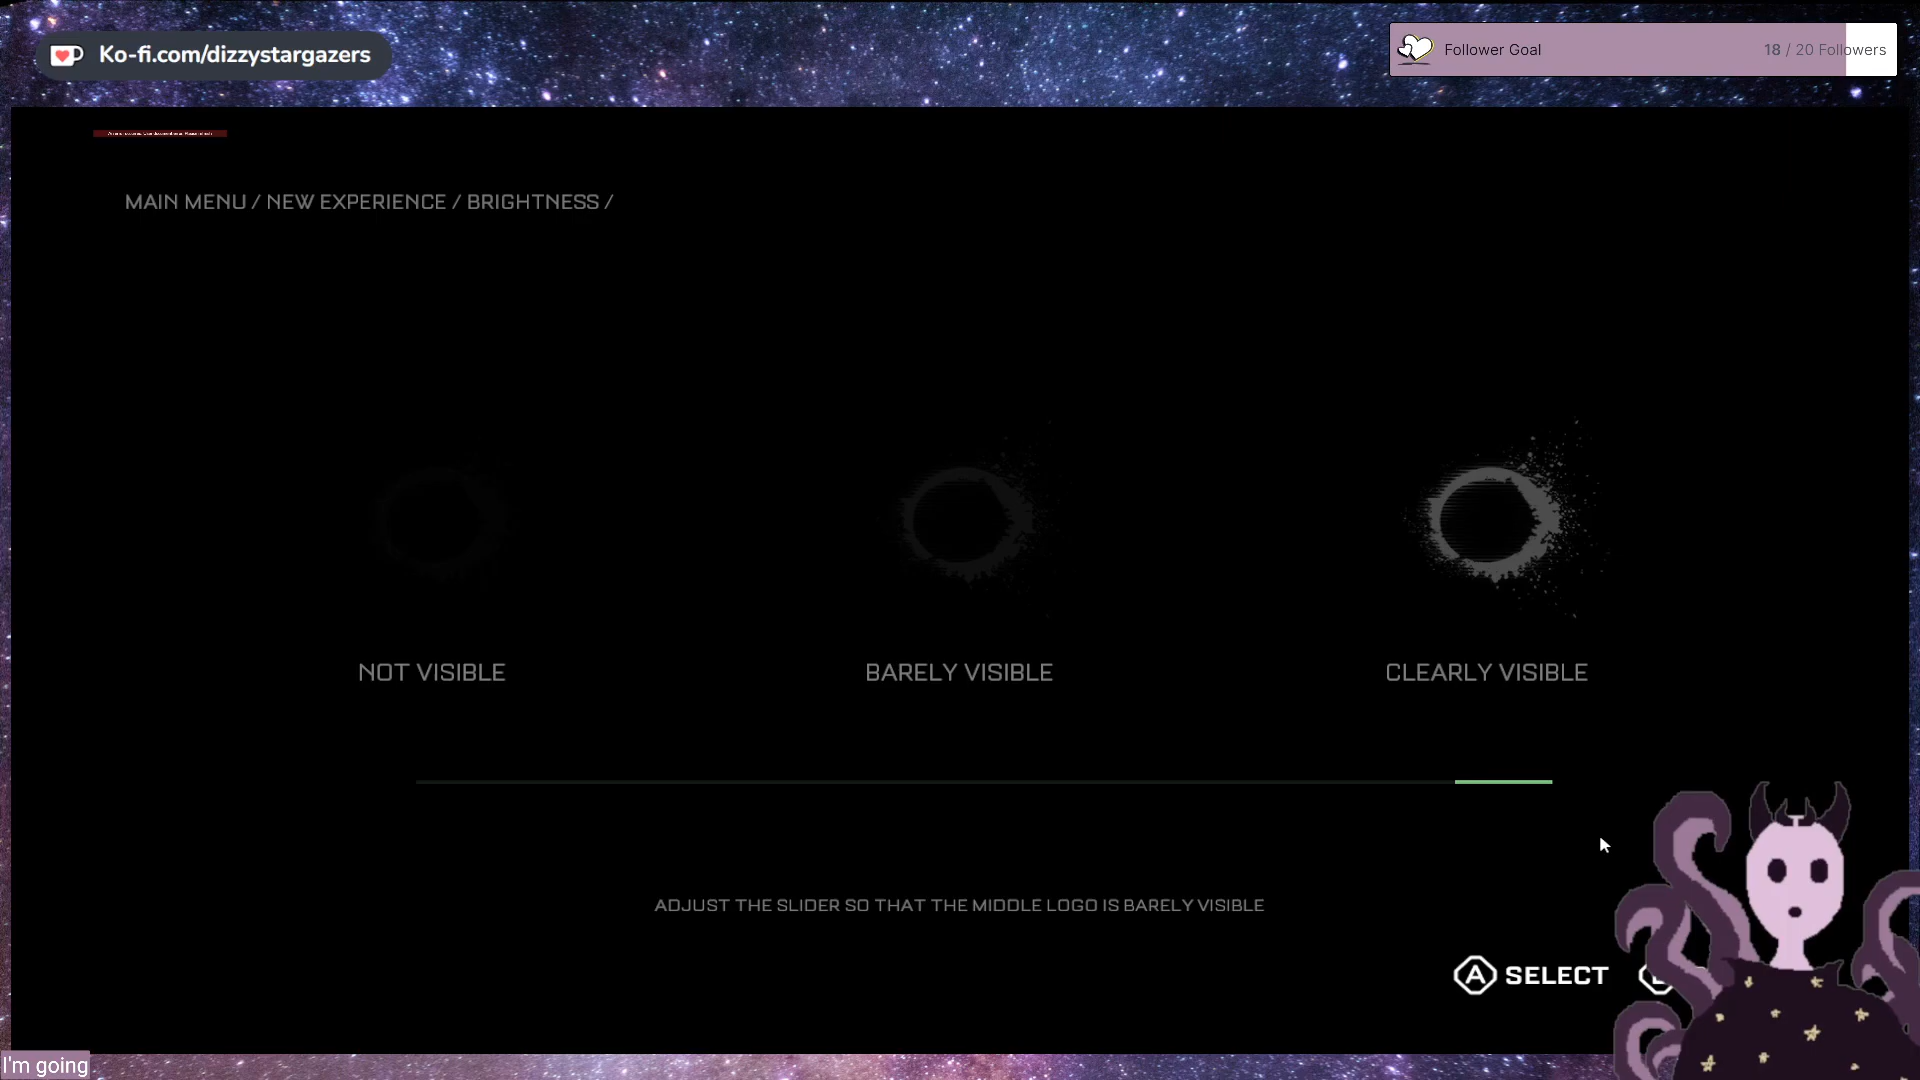 Ko-fi.com/dizzystargazers
Follower Goal
18 / 20 Followers
MAIN MENU / NEW EXPERIENCE / BRIGHTNESS /
NOT VISIBLE
BARELY VISIBLE
CLEARLY VISIBLE
ADJUST THE SLIDER SO THAT THE MIDDLE LOGO IS BARELY VISIBLE
A SELECT
I'm going